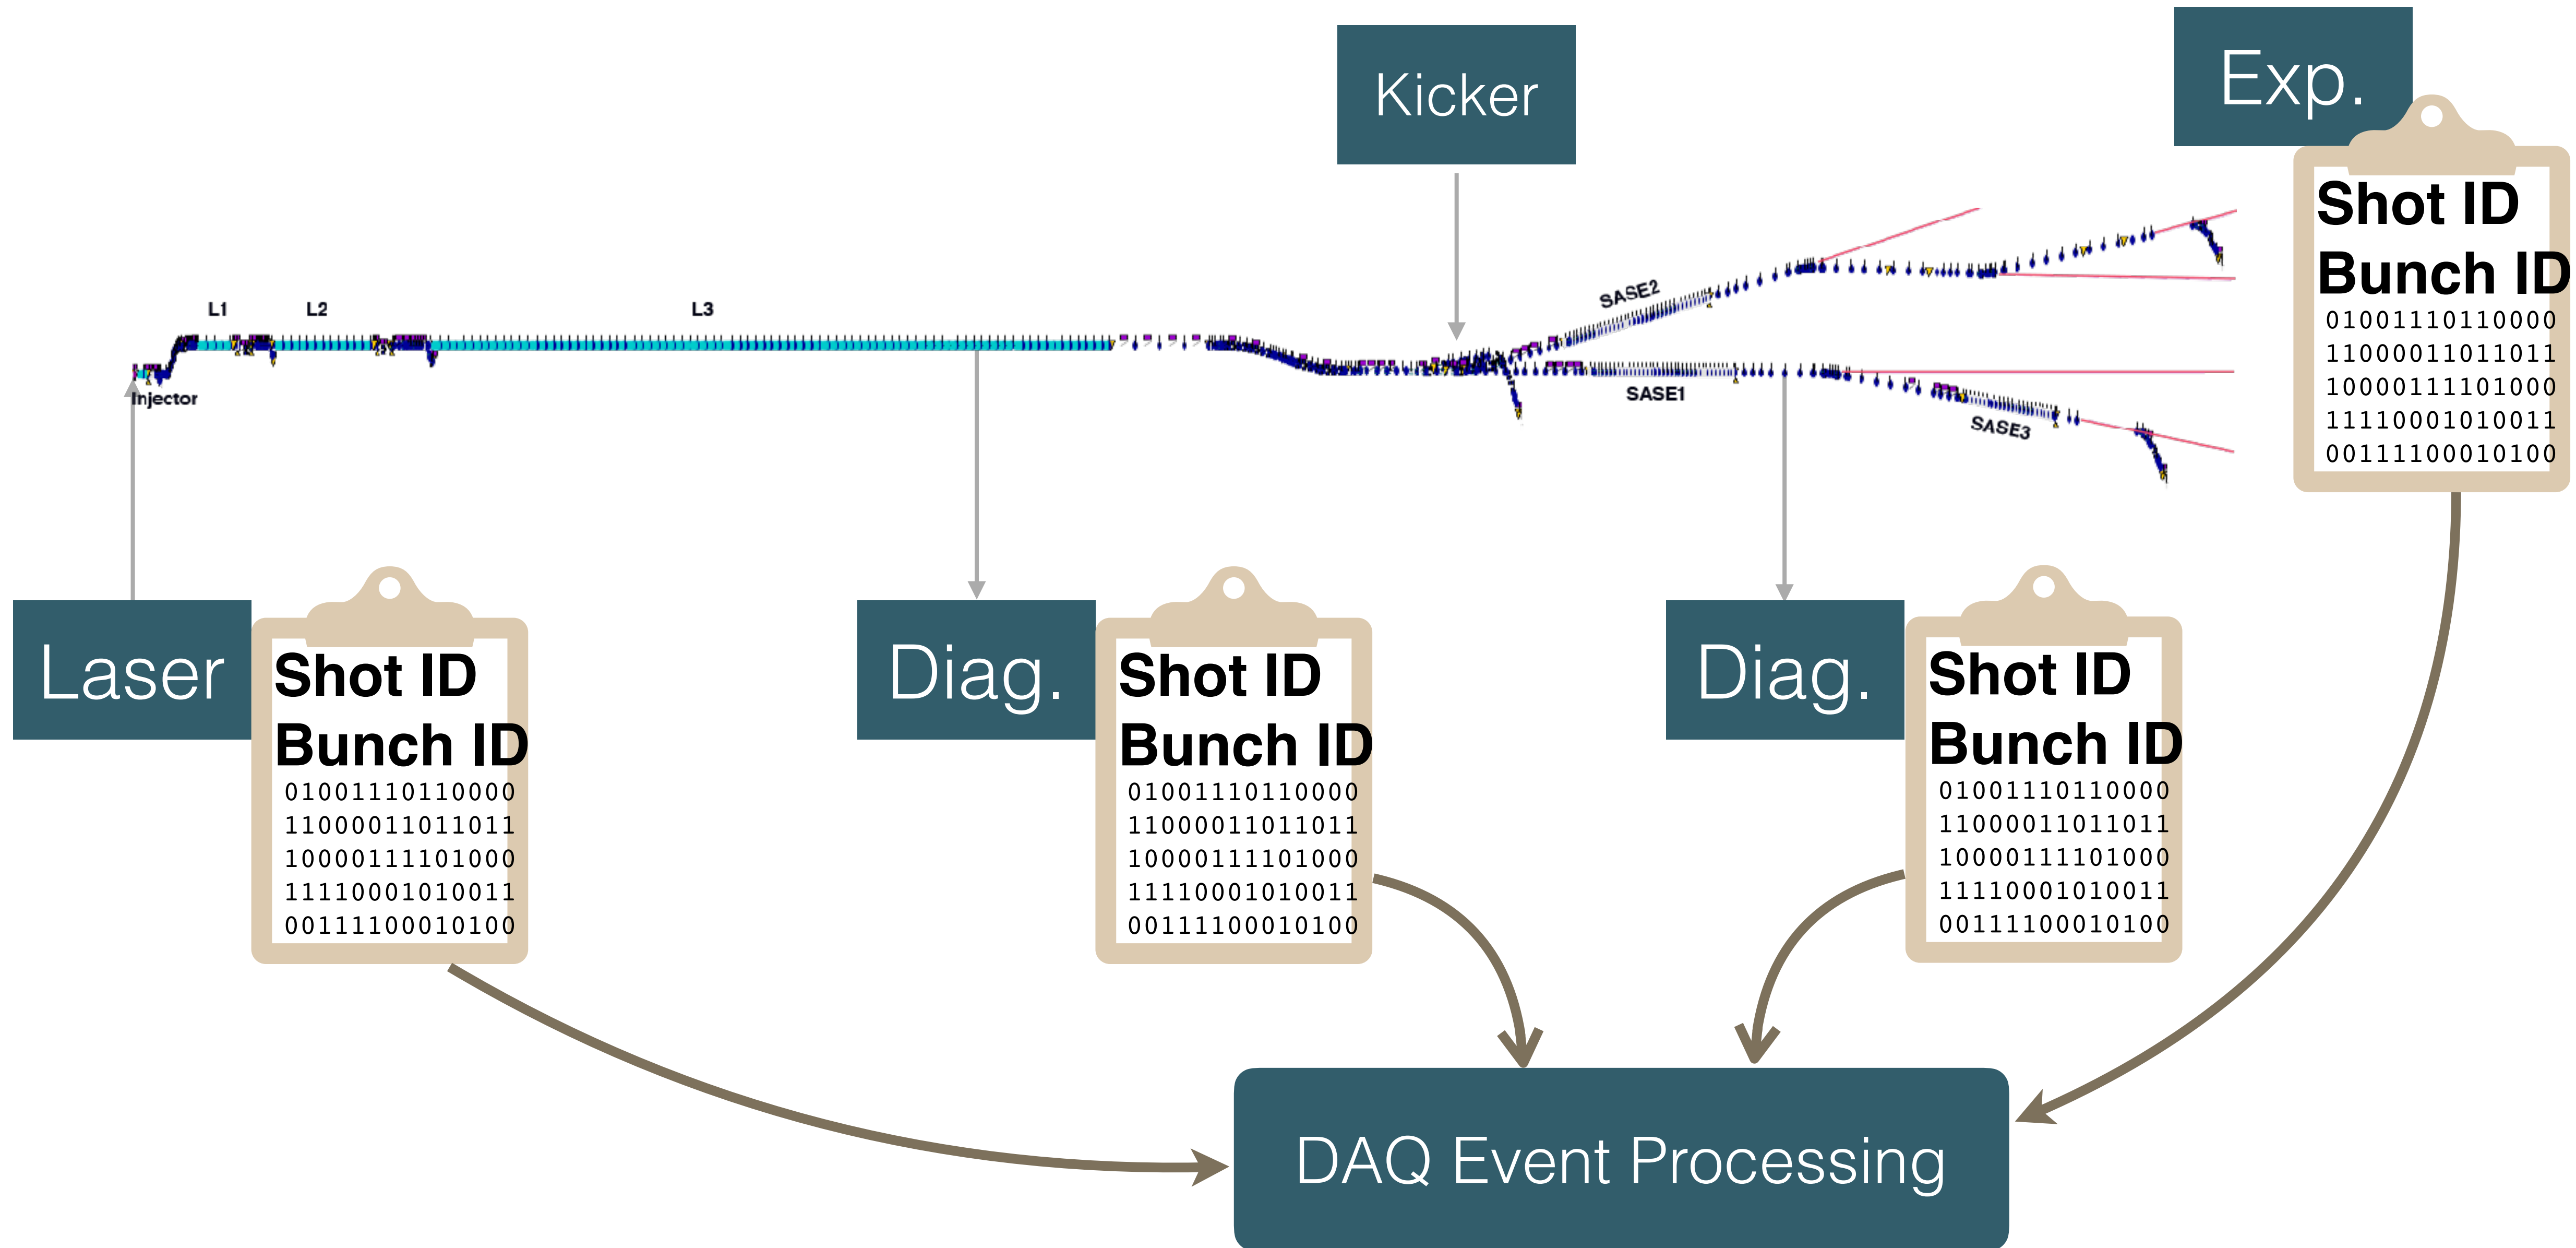 Kicker
Exp.
Shot ID
Bunch ID
01001110110000
11000011011011
10000111101000
11110001010011
00111100010100
L1
L2
L3
SASE2
Injector
SASE1
SASE3
Laser
Shot ID
Bunch ID
01001110110000
11000011011011
10000111101000
11110001010011
00111100010100
Diag.
Shot ID
Bunch ID
01001110110000
11000011011011
10000111101000
11110001010011
00111100010100
Diag.
Shot ID
Bunch ID
01001110110000
11000011011011
10000111101000
11110001010011
00111100010100
DAQ Event Processing